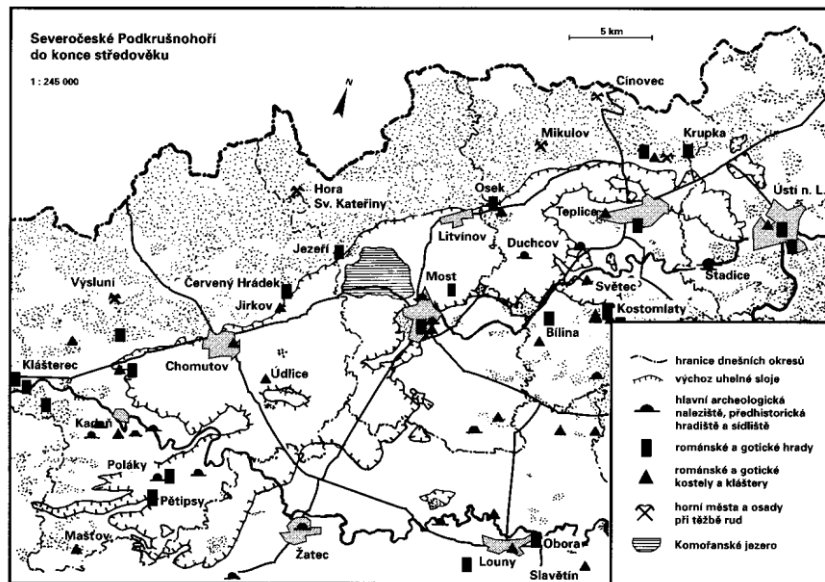 Severočeské Podkrušnohoří
do konce středověku
1 : 245 000
5 km
N
Cínovec
Mikulov
Krupka
Hora
Sv. Kateřiny
Osek
Ústí n. L.
Teplice
Litvínov
Duchcov
Jezeří
Most
Stadice
Výsluní
Červený Hrádek
Světec
Jirkov
Kostomlaty
Bílina
Klášterec
Chomutov
Údlice
Kadaň
Poláky
Pětipsy
Mašťov
Žatec
Obora
Louny
Slavětín
hranice dnešních okresů
výchoz uhelné sloje
hlavní archeologická
naleziště, předhistorická
hradiště a sídliště
románské a gotické hrady
románské a gotické
kostely a kláštery
horní města a osady
při těžbě rud
Komořanské jezero